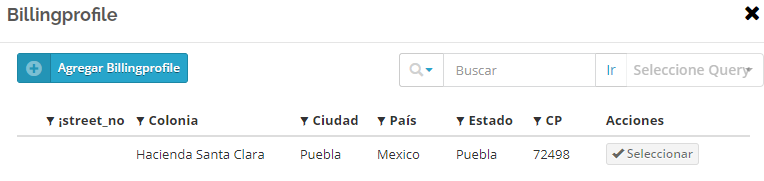 Billingprofile
Agregar Billingprofile
Buscar
Ir
Seleccione Query
¡street_no Colonia Ciudad País Estado CP Acciones
Hacienda Santa Clara Puebla Mexico Puebla 72498 Seleccionar